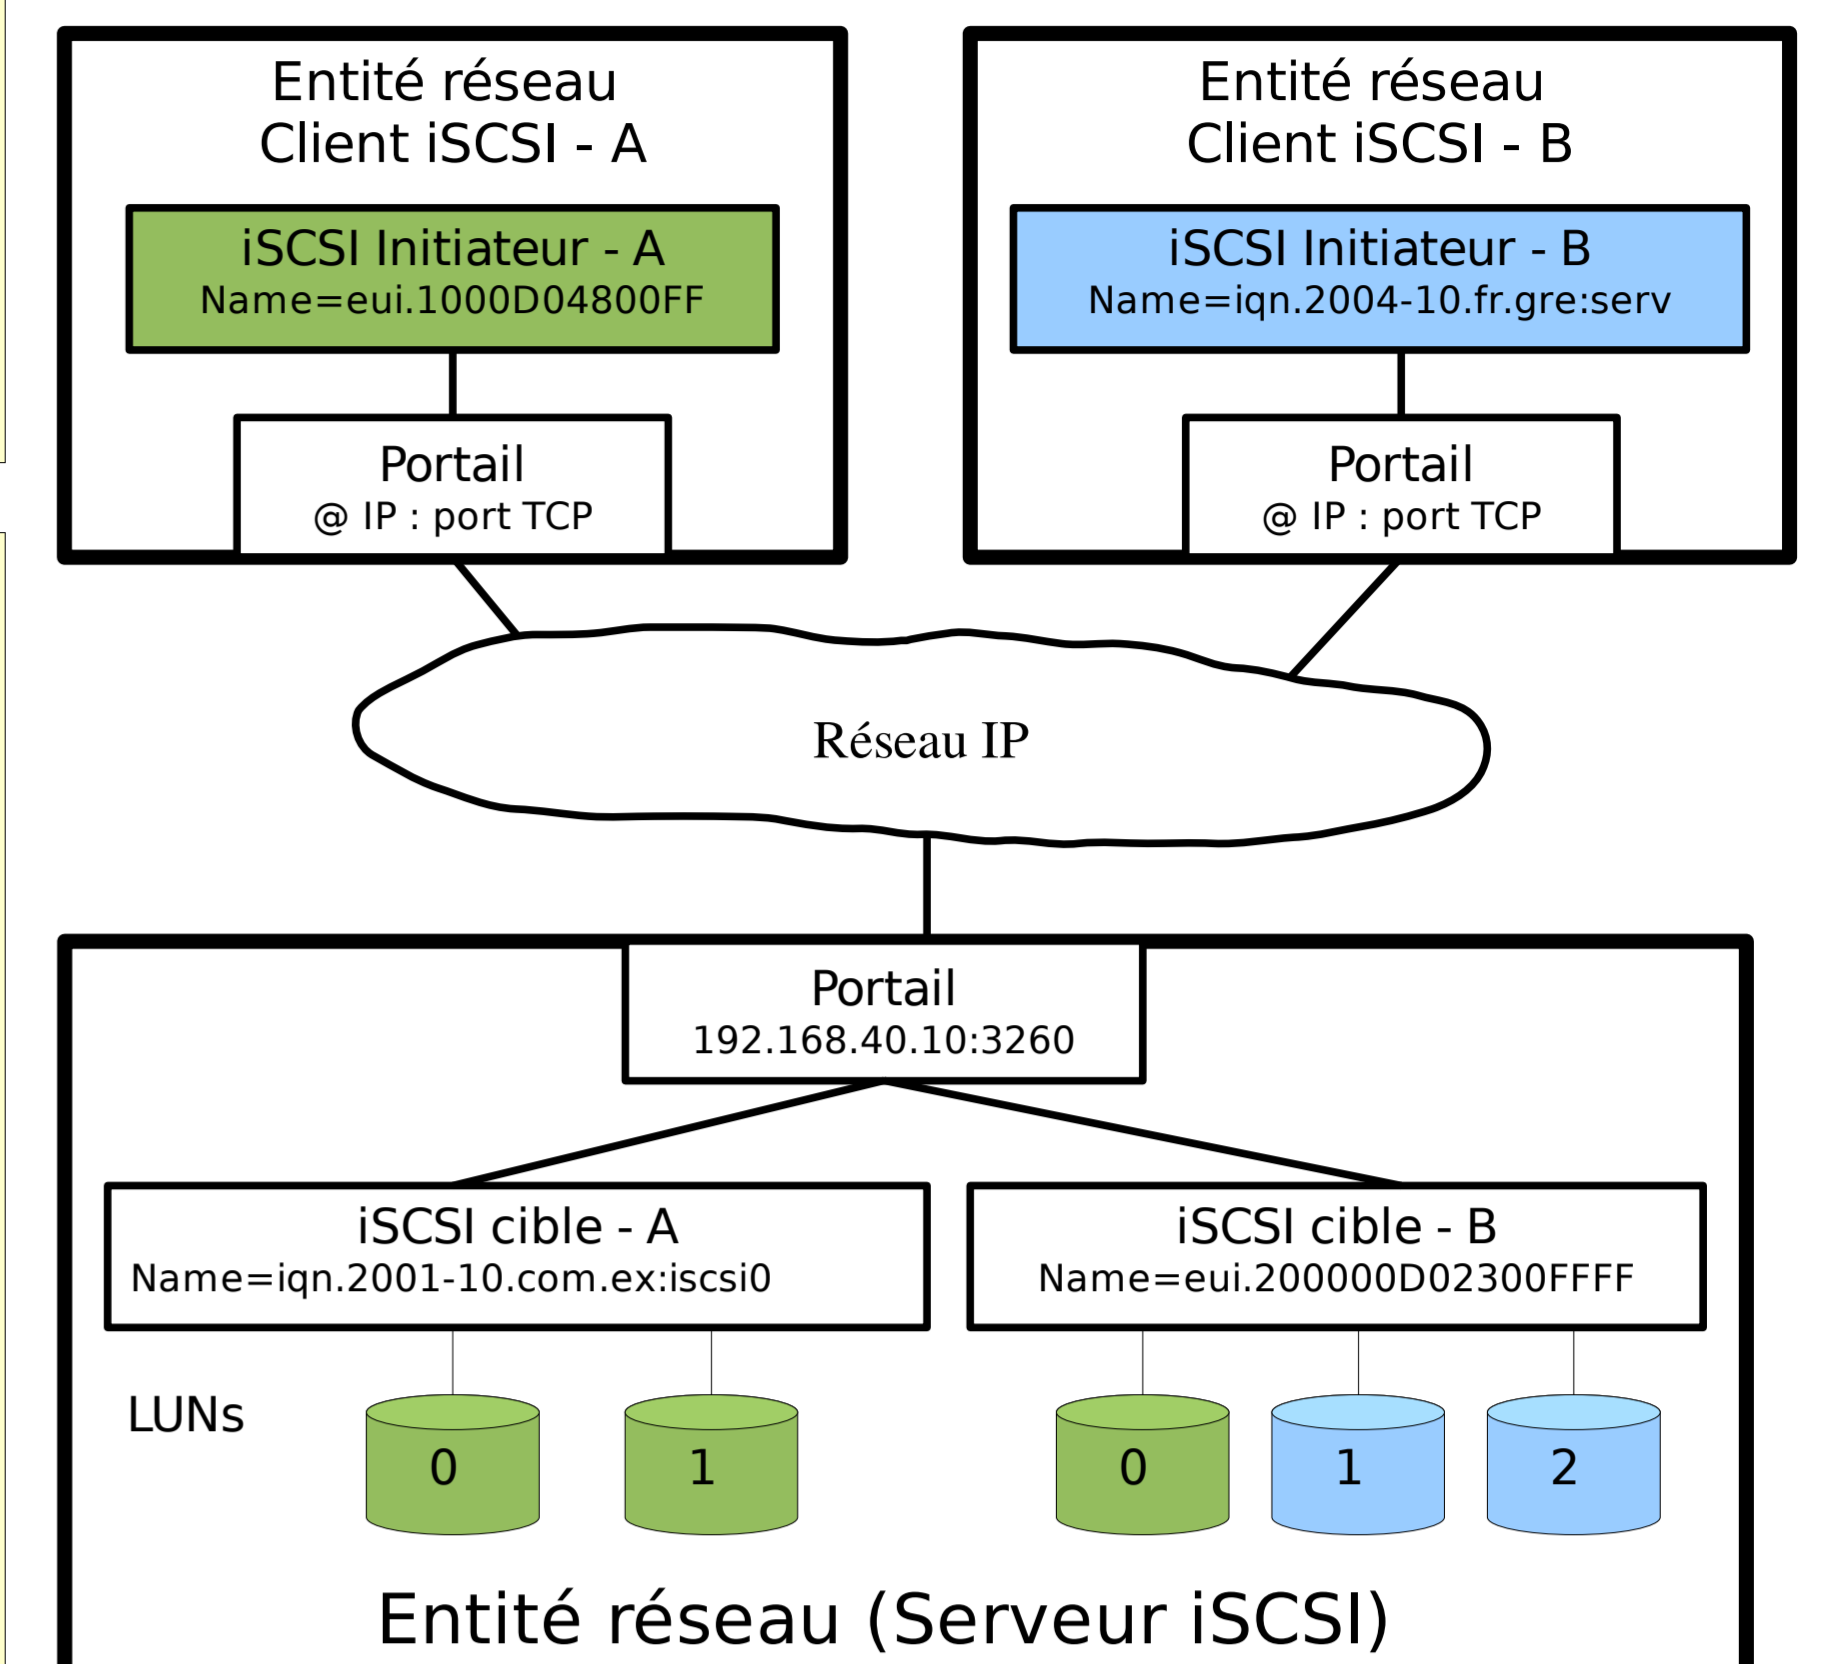 Entité réseau
Client iSCSI - A
iSCSI Initiateur - A
Name=eui.1000D04800FF
Portail
@ IP : port TCP
Entité réseau
Client iSCSI - B
iSCSI Initiateur - B
Name=iqn.2004-10.fr.gre:serv
Portail
@ IP : port TCP
Réseau IP
Portail
192.168.40.10:3260
iSCSI cible - A
Name=iqn.2001-10.com.ex:iscsi0
iSCSI cible - B
Name=eui.200000D02300FFFF
LUNs
0
1
0
1
2
Entité réseau (Serveur iSCSI)